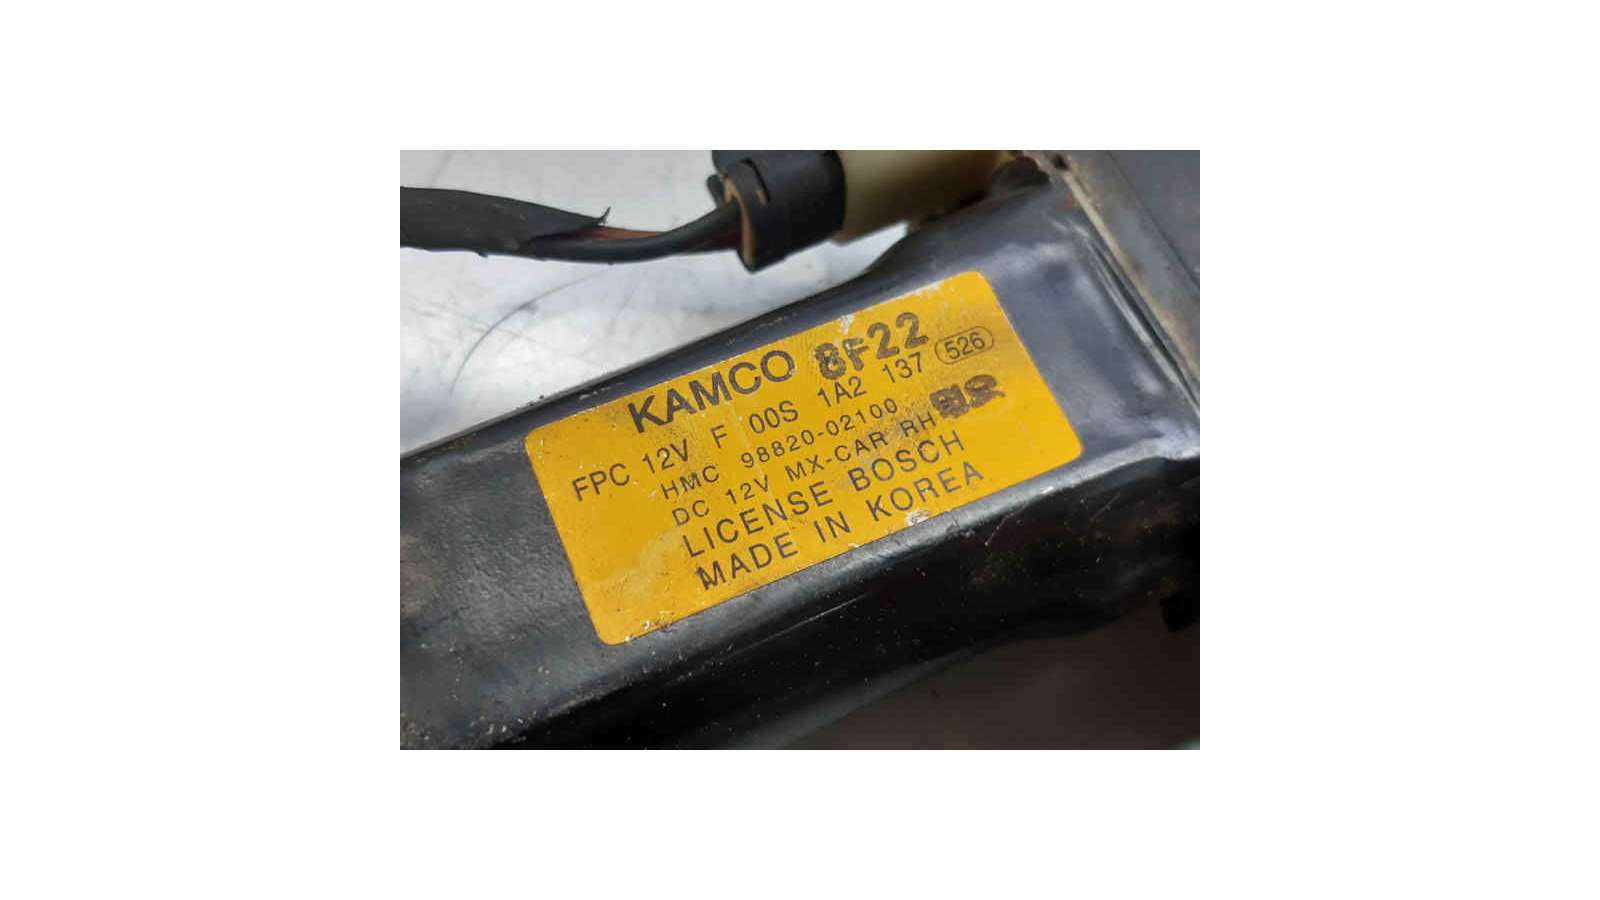 KAMCO 8F22
FPC 12V F 00S 1A2 137 526
HMC 98820-02100
DC 12V MX-CAR RH
LICENSE BOSCH
MADE IN KOREA